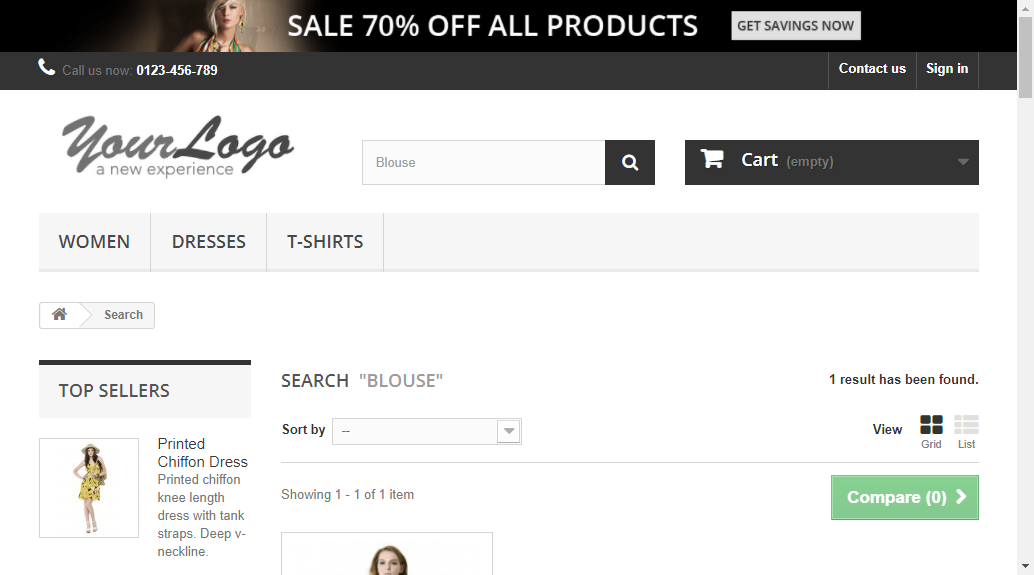 SALE 70% OFF ALL PRODUCTS
GET SAVINGS NOW
Call us now: 0123-456-789
Contact us
Sign in
YourLogo
a new experience
Blouse
Cart (empty)
WOMEN
DRESSES
T-SHIRTS
Search
TOP SELLERS
Printed
Chiffon Dress
Printed chiffon
knee length
dress with tank
straps. Deep v-
neckline.
SEARCH "BLOUSE"
1 result has been found.
Sort by
--
View
Grid
List
Showing 1 - 1 of 1 item
Compare (0)